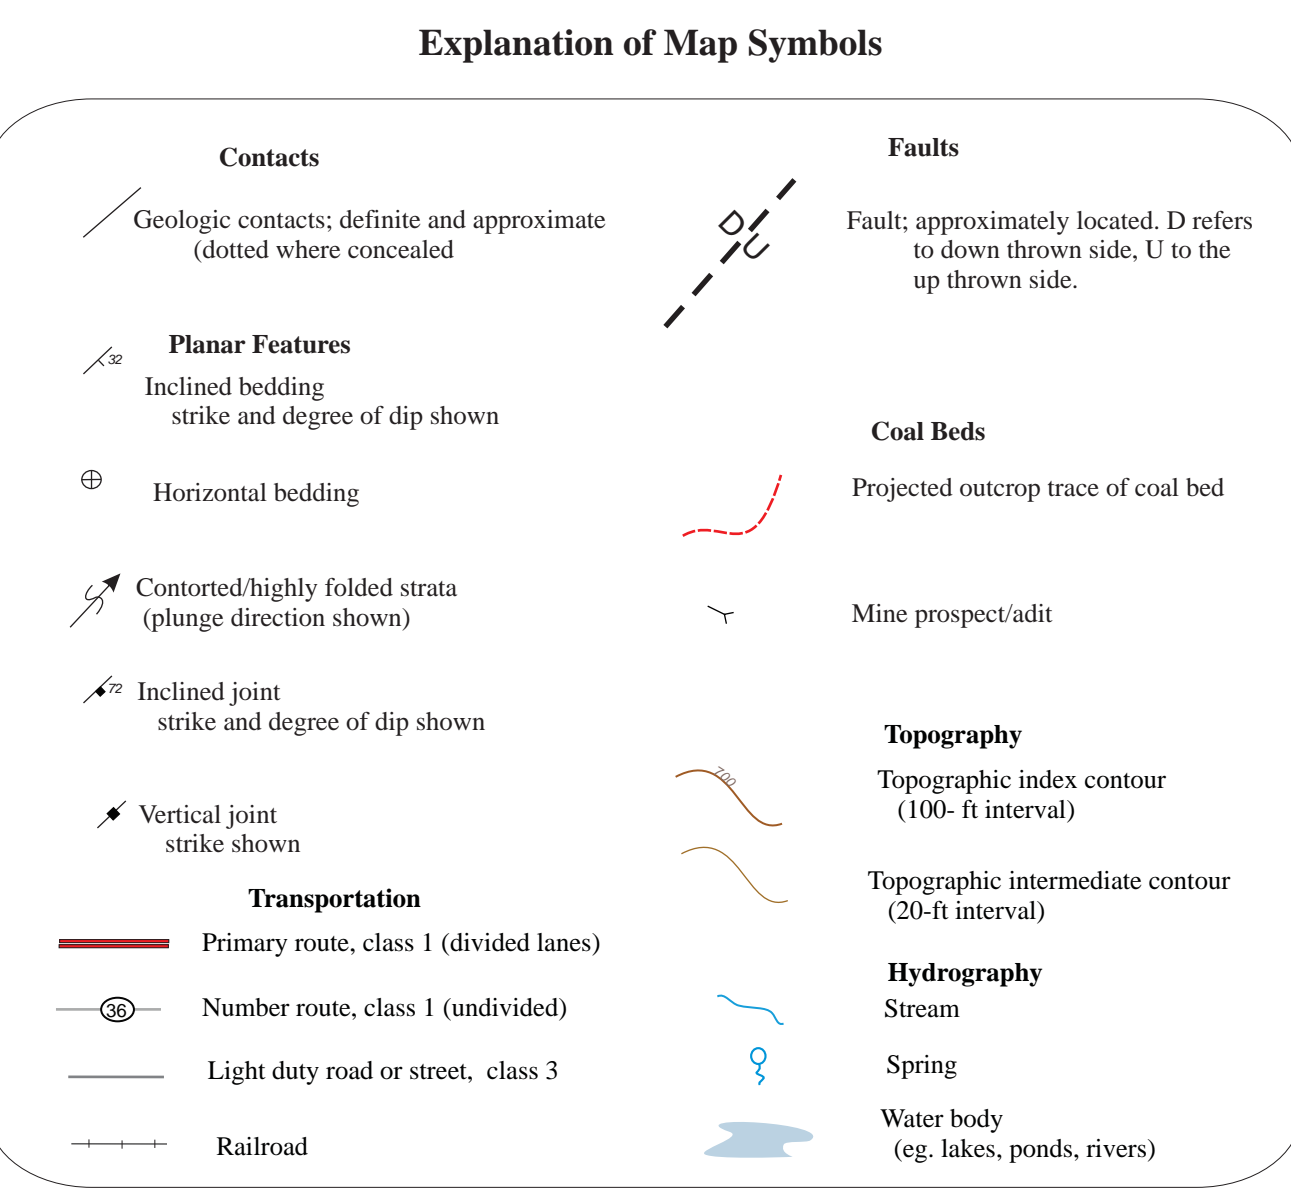 Explanation of Map Symbols
Contacts
Geologic contacts; definite and approximate
(dotted where concealed
Planar Features
32
Inclined bedding
strike and degree of dip shown
Horizontal bedding
Contorted/highly folded strata
(plunge direction shown)
72
Inclined joint
strike and degree of dip shown
Vertical joint
strike shown
Transportation
Primary route, class 1 (divided lanes)
36
Number route, class 1 (undivided)
Light duty road or street, class 3
Railroad
Faults
D
U
Fault; approximately located. D refers
to down thrown side, U to the
up thrown side.
Coal Beds
Projected outcrop trace of coal bed
Mine prospect/adit
Topography
700
Topographic index contour
(100- ft interval)
Topographic intermediate contour
(20-ft interval)
Hydrography
Stream
Spring
Water body
(eg. lakes, ponds, rivers)